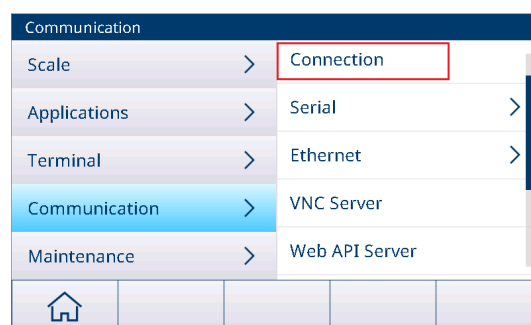 Communication
Scale
Applications
Terminal
Communication
Maintenance
Connection
Serial
Ethernet
VNC Server
Web API Server